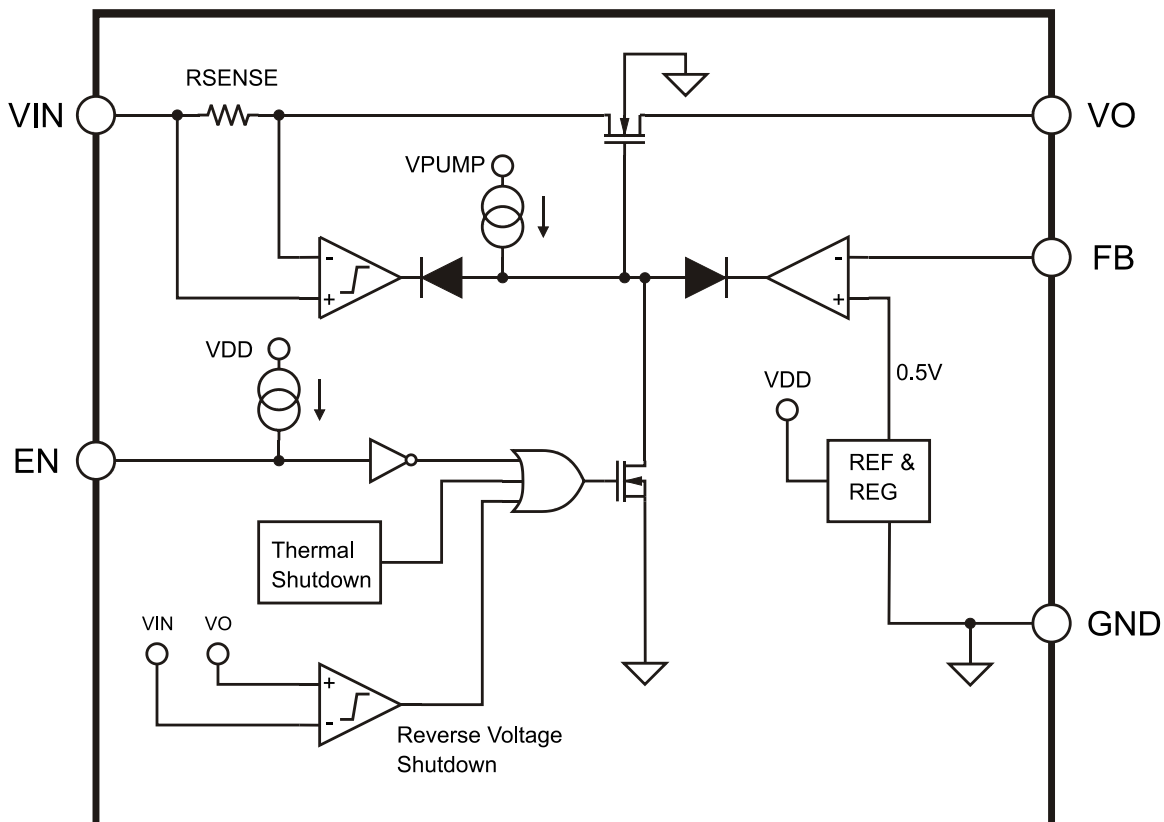 RSENSE
VIN
VO
VPUMP
-
+
-
+
FB
VDD
0.5V
VDD
EN
REF &
REG
Thermal
Shutdown
VIN
VO
GND
+
-
Reverse Voltage
Shutdown